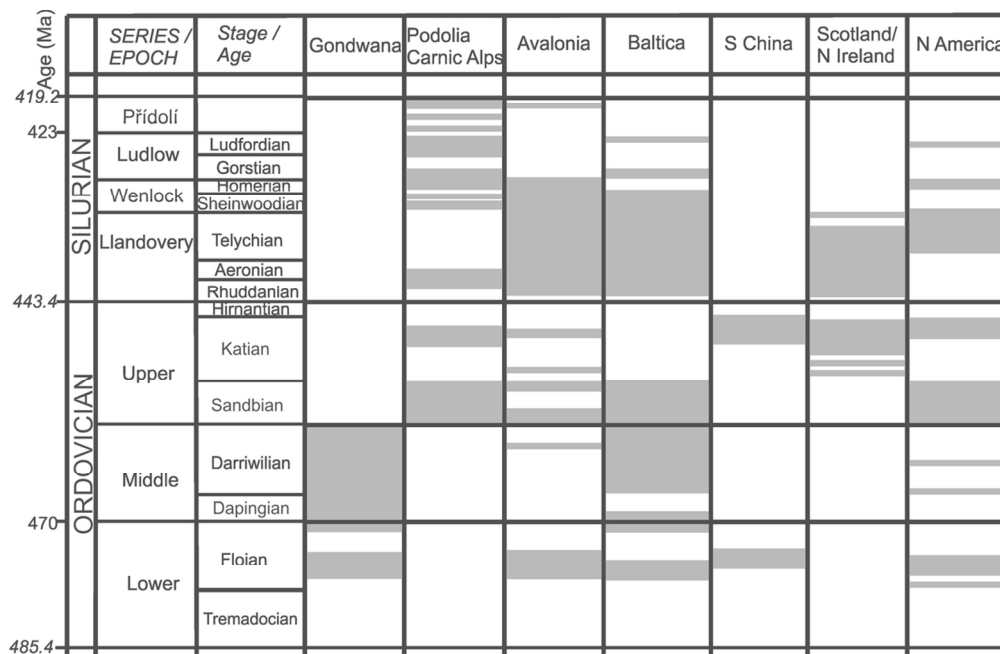 Age (Ma)
SERIES /
EPOCH
Stage /
Age
Gondwana
Podolia
Carnic Alps
Avalonia
Baltica
S China
Scotland/
N Ireland
N America
419.2
423
443.4
470
485.4
SILURIAN
ORDOVICIAN
Přídolí
Ludlow
Wenlock
Llandovery
Upper
Middle
Lower
Ludfordian
Gorstian
Homerian
Sheinwoodian
Telychian
Aeronian
Rhuddanian
Hirnantian
Katian
Sandbian
Darriwilian
Dapingian
Floian
Tremadocian